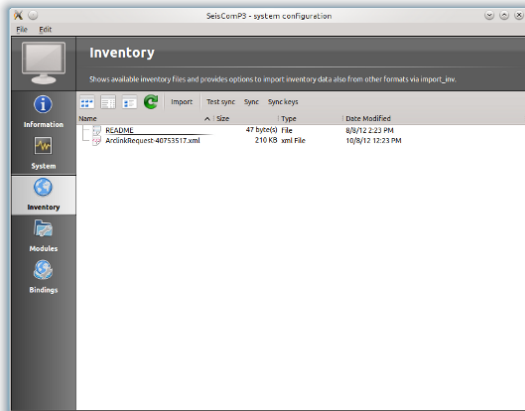 SeisComP3 - system configuration
File Edit
Inventory
Shows available inventory files and provides options to import inventory data also from other formats via import_inv.
Information
System
Inventory
Modules
Bindings
Import Test sync Sync Sync keys
Name Size Type Date Modified
README 47 byte(s) File 8/8/12 2:23 PM
ArclinkRequest-40753517.xml 210 KB xml File 10/8/12 12:23 PM